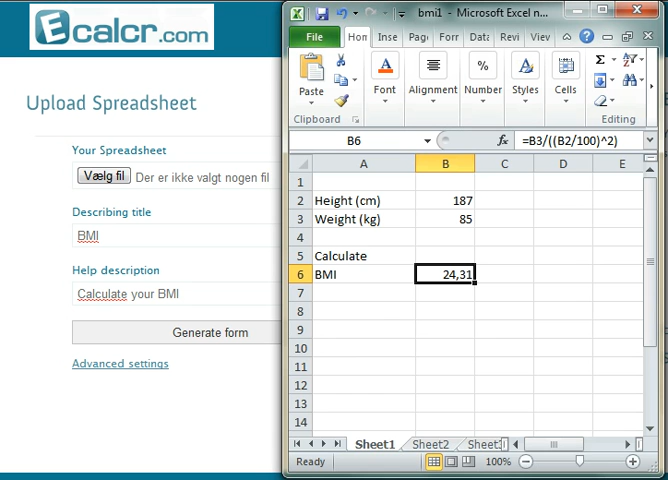 Ecalcr.com
Upload Spreadsheet
Your Spreadsheet
Vælg fil Der er ikke valgt nogen fil
Describing title
BMI
Help description
Calculate your BMI
Generate form
Advanced settings
bmi1 - Microsoft Excel n...
File Hon Inse Page Forr Data Revi Viev
Paste Font Alignment Number Styles Cells
Clipboard Editing
B6 fx =B3/((B2/100)^2)
A B C D E
1
2 Height (cm) 187
3 Weight (kg) 85
4
5 Calculate
6 BMI 24,31
7
8
9
10
11
12
13
14
Sheet1 Sheet2 Sheet3
Ready 100%